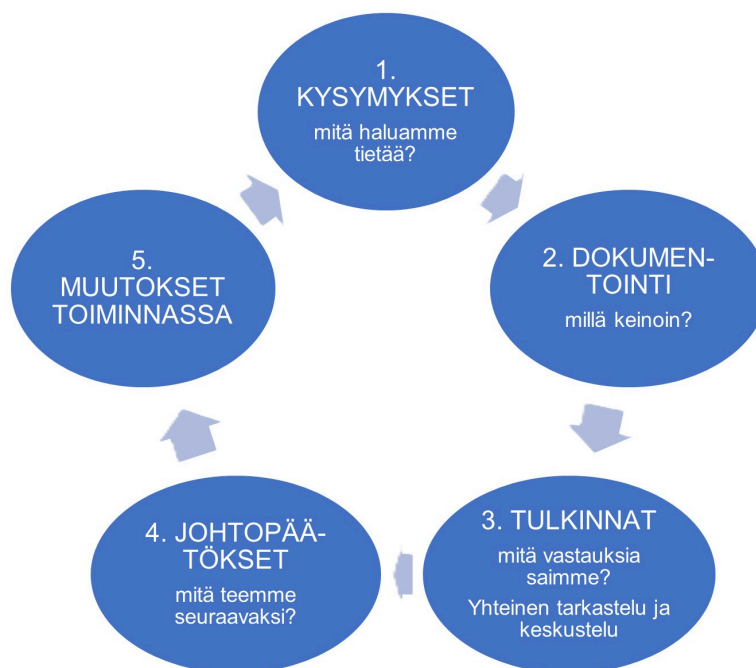 1.
KYSYMYKSET
mitä haluamme
tietää?
2. DOKUMEN-
TOINTI
millä keinoin?
3. TULKINNAT
mitä vastauksia
saimme?
Yhteinen tarkastelu ja
keskustelu
4. JOHTOPÄÄ-
TÖKSET
mitä teemme
seuraavaksi?
5.
MUUTOKSET
TOIMINNASSA